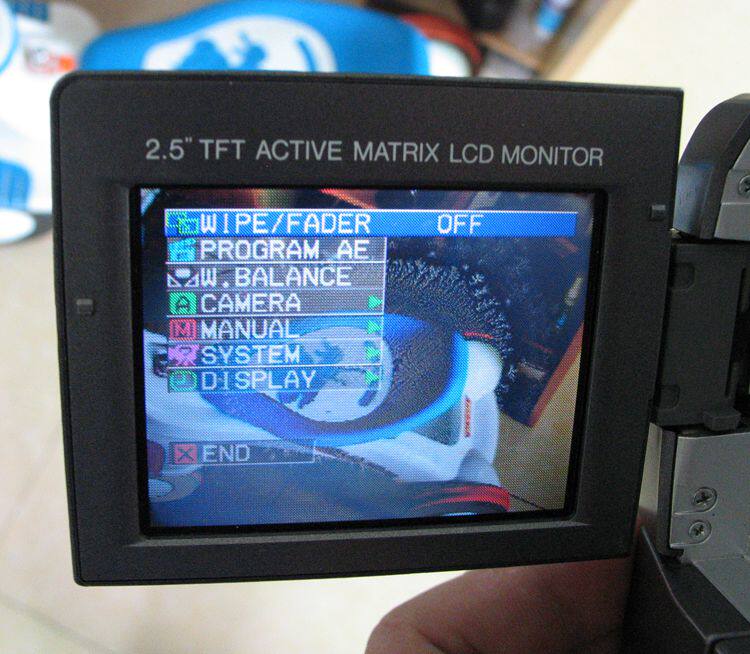 2.5" TFT ACTIVE MATRIX LCD MONITOR
WIPE/FADER OFF
PROGRAM AE
W.BALANCE
A CAMERA
M MANUAL
SYSTEM
DISPLAY
END